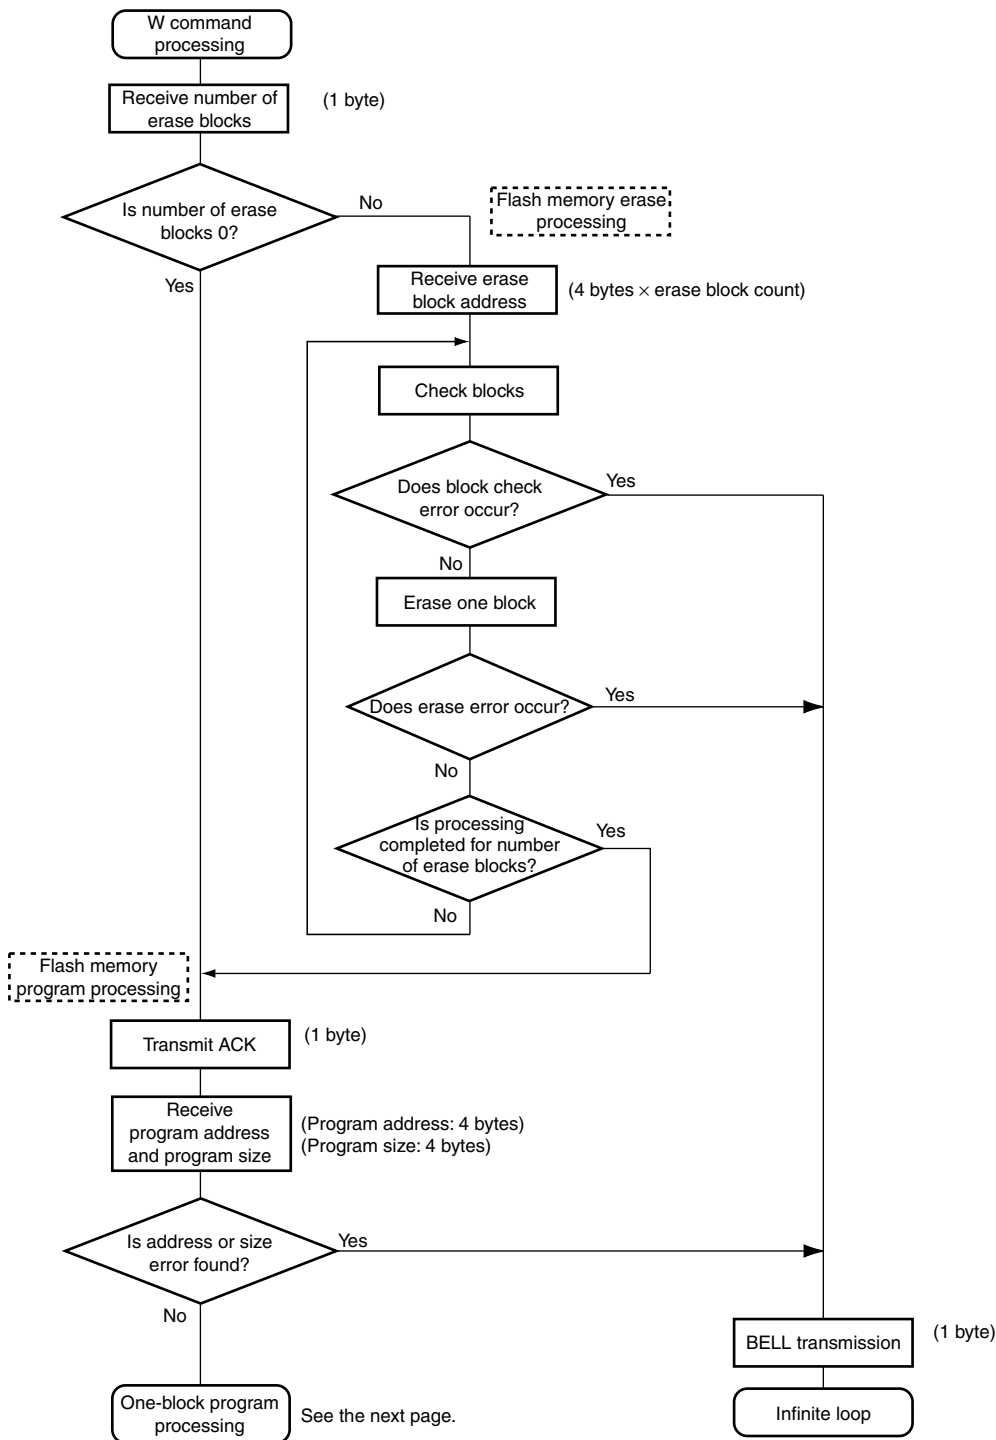 W command
processing
Receive number of
erase blocks
(1 byte)
Is number of erase
blocks 0?
No
Yes
Flash memory erase
processing
Receive erase
block address
(4 bytes × erase block count)
Check blocks
Does block check
error occur?
Yes
No
Erase one block
Does erase error occur?
Yes
No
Is processing
completed for number
of erase blocks?
Yes
No
Flash memory
program processing
Transmit ACK
(1 byte)
Receive
program address
and program size
(Program address: 4 bytes)
(Program size: 4 bytes)
Is address or size
error found?
Yes
No
BELL transmission
(1 byte)
One-block program
processing
See the next page.
Infinite loop